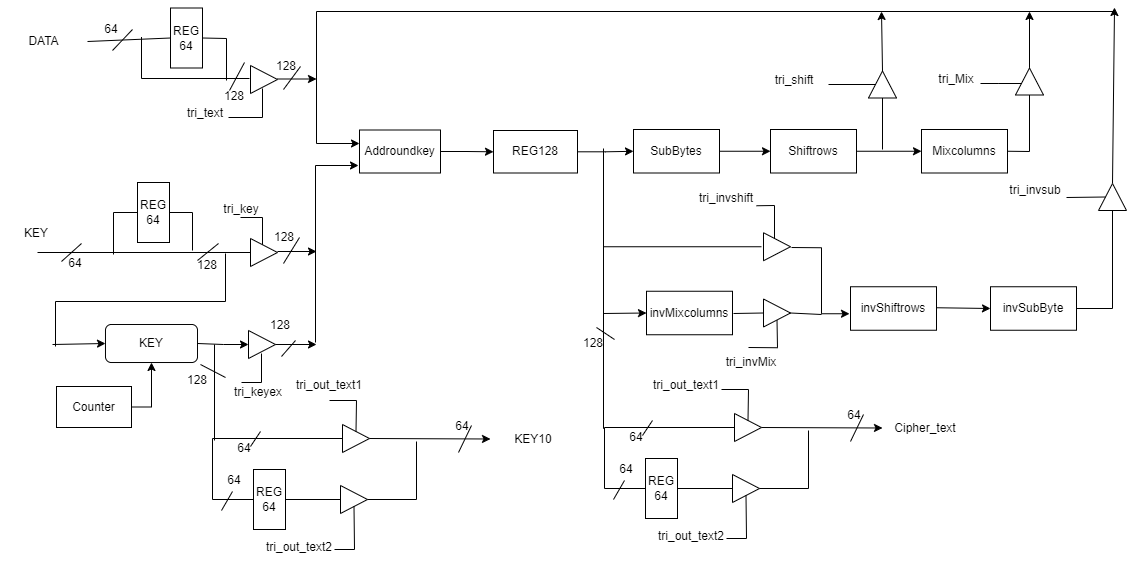 DATA
64
REG
64
128
128
tri_text
tri_shift
tri_Mix
Addroundkey
REG128
SubBytes
Shiftrows
Mixcolumns
KEY
64
REG
64
128
tri_key
128
tri_invshift
tri_invsub
invMixcolumns
tri_invMix
invShiftrows
invSubByte
128
KEY
Counter
128
tri_keyex
128
tri_out_text1
64
64
KEY10
64
REG
64
tri_out_text2
tri_out_text1
64
64
Cipher_text
64
REG
64
tri_out_text2